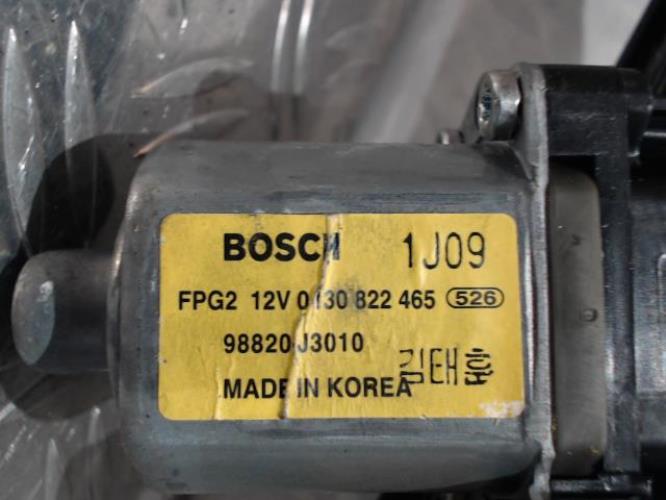 BOSCH 1J09
FPG2 12V 0 130 822 465 526
98820 J3010
MADE IN KOREA